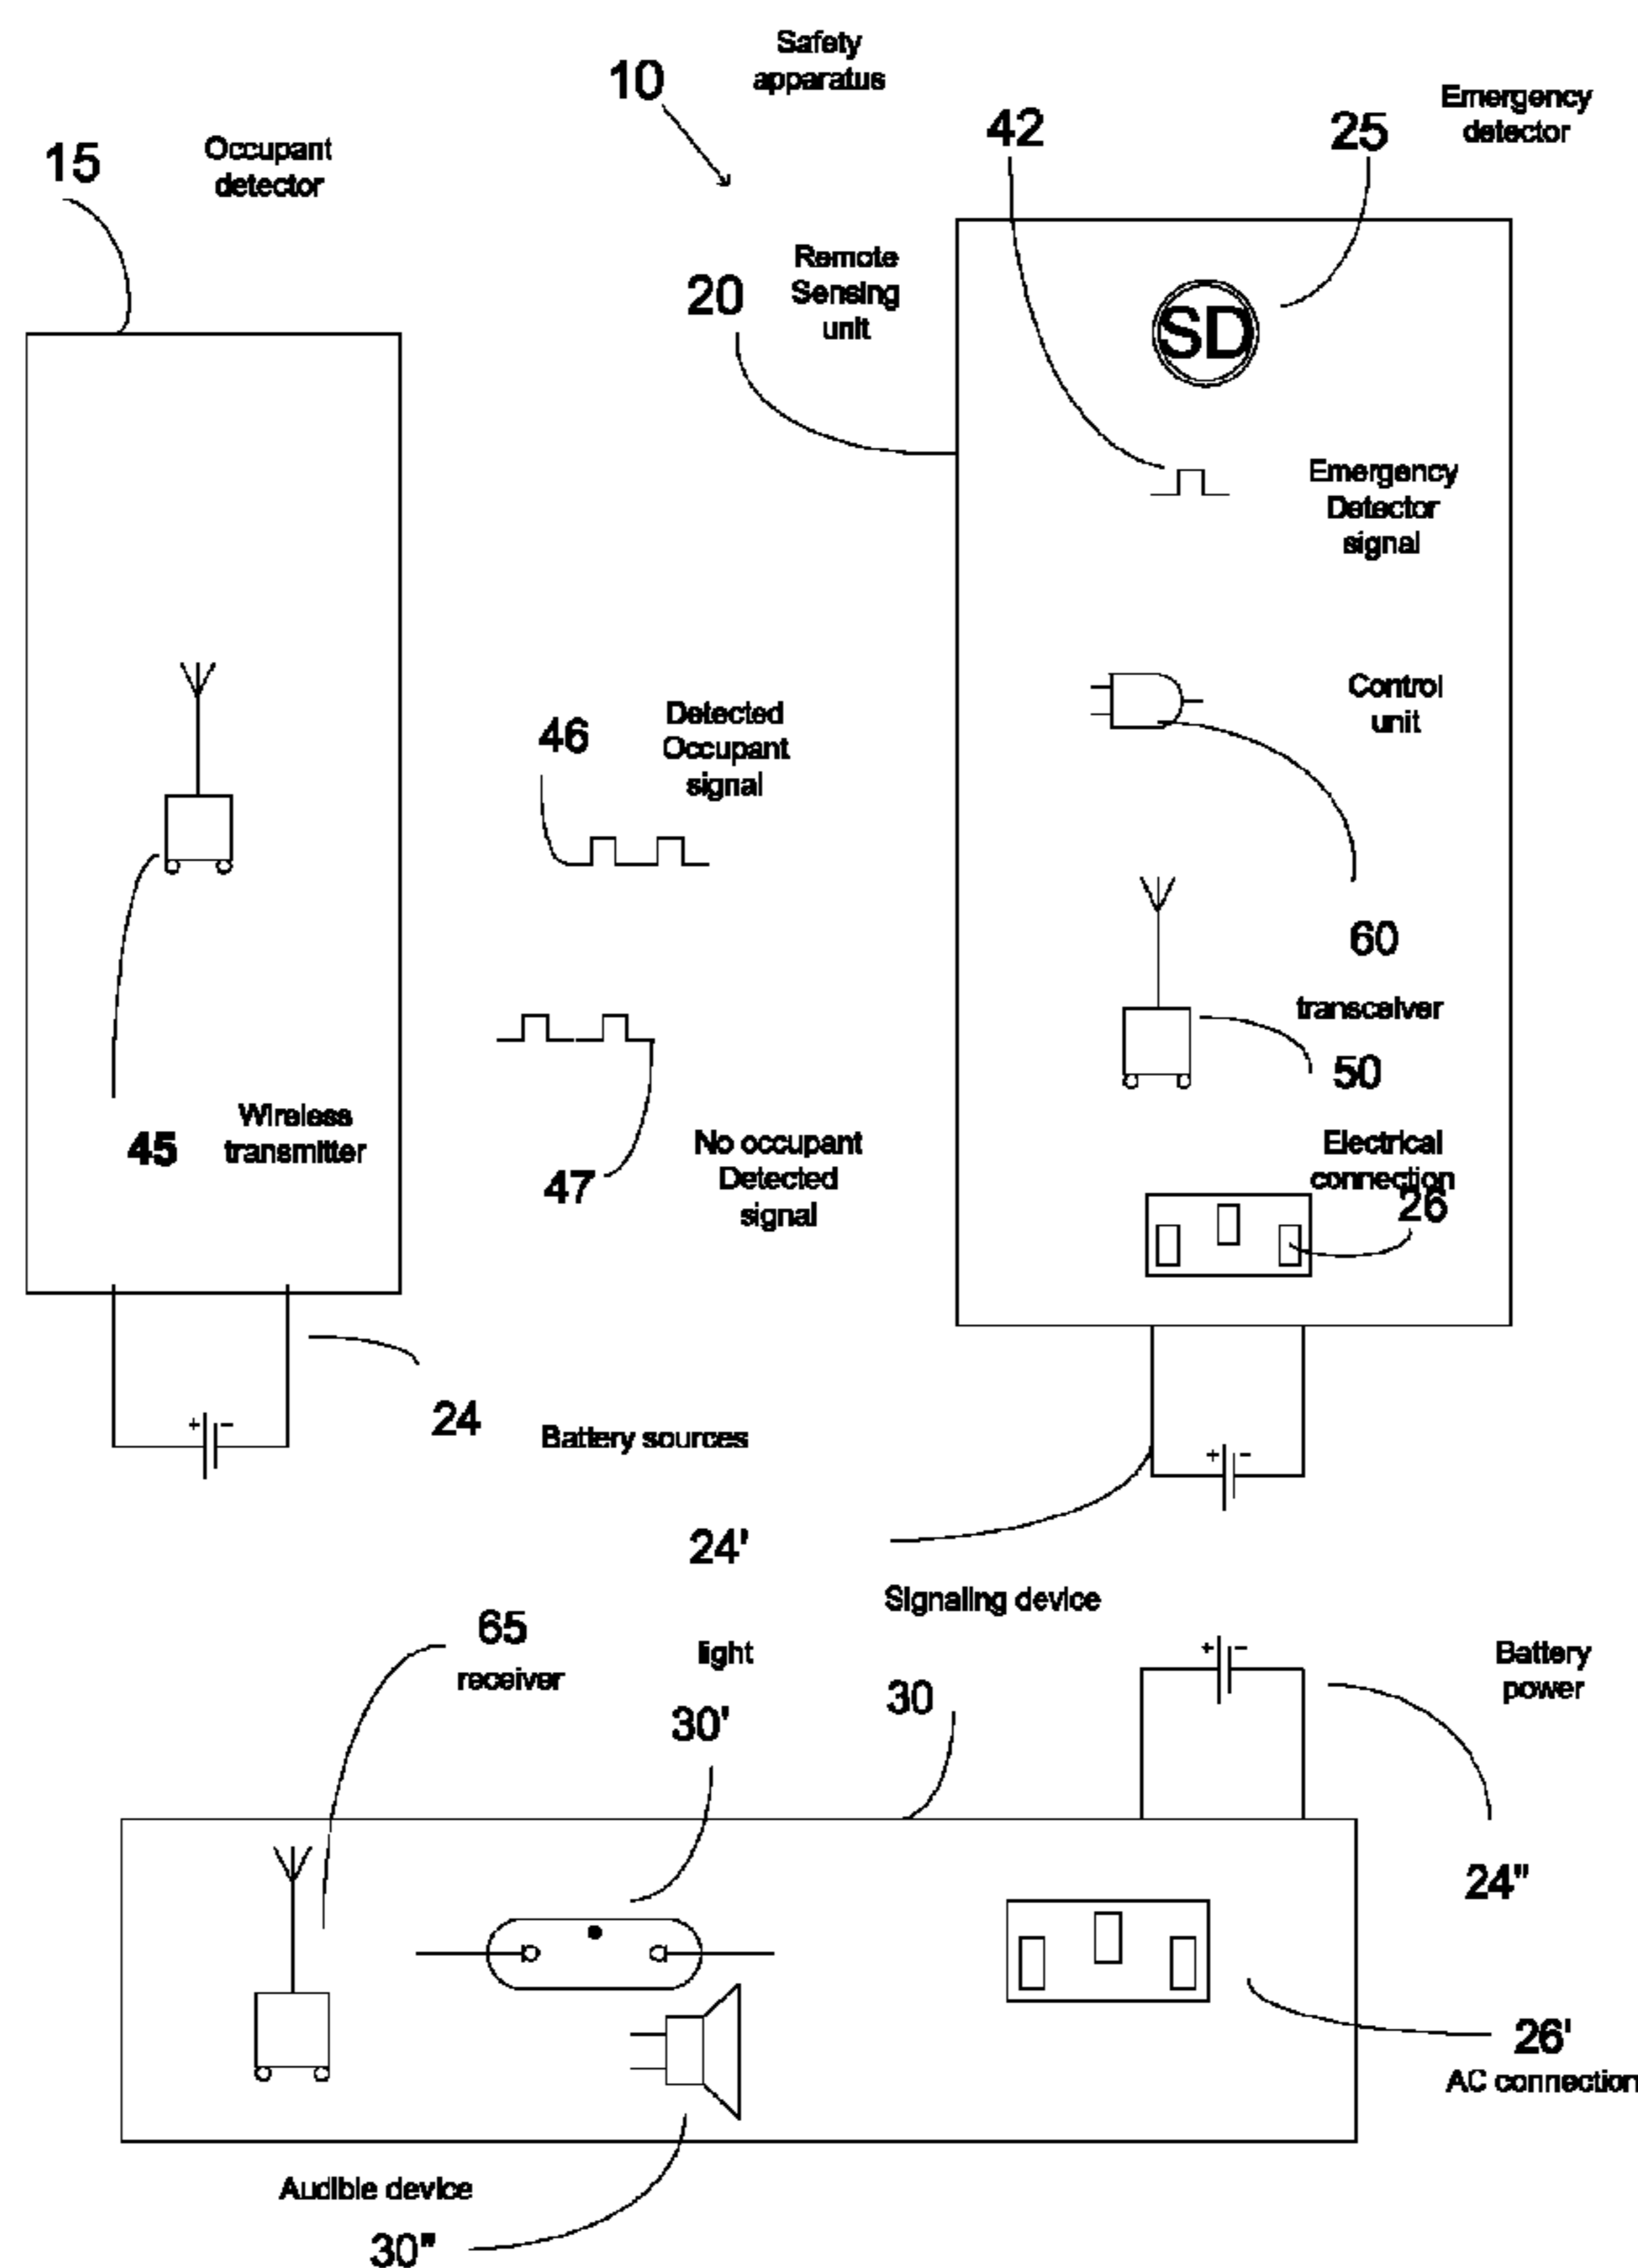 Safety
apparatus
10
42
25
Emergency
detector
15
Occupant
detector
20
Remote
Sensing
unit
SD
Emergency
Detector
signal
46
Detected
Occupant
signal
Control
unit
60
transceiver
50
45
Wireless
transmitter
47
No occupant
Detected
signal
Electrical
connection
26
24
+ -
Battery sources
+ -
24'
Signaling device
65
receiver
light
30'
30
+ -
Battery
power
24"
26'
AC connection
Audible device
30"